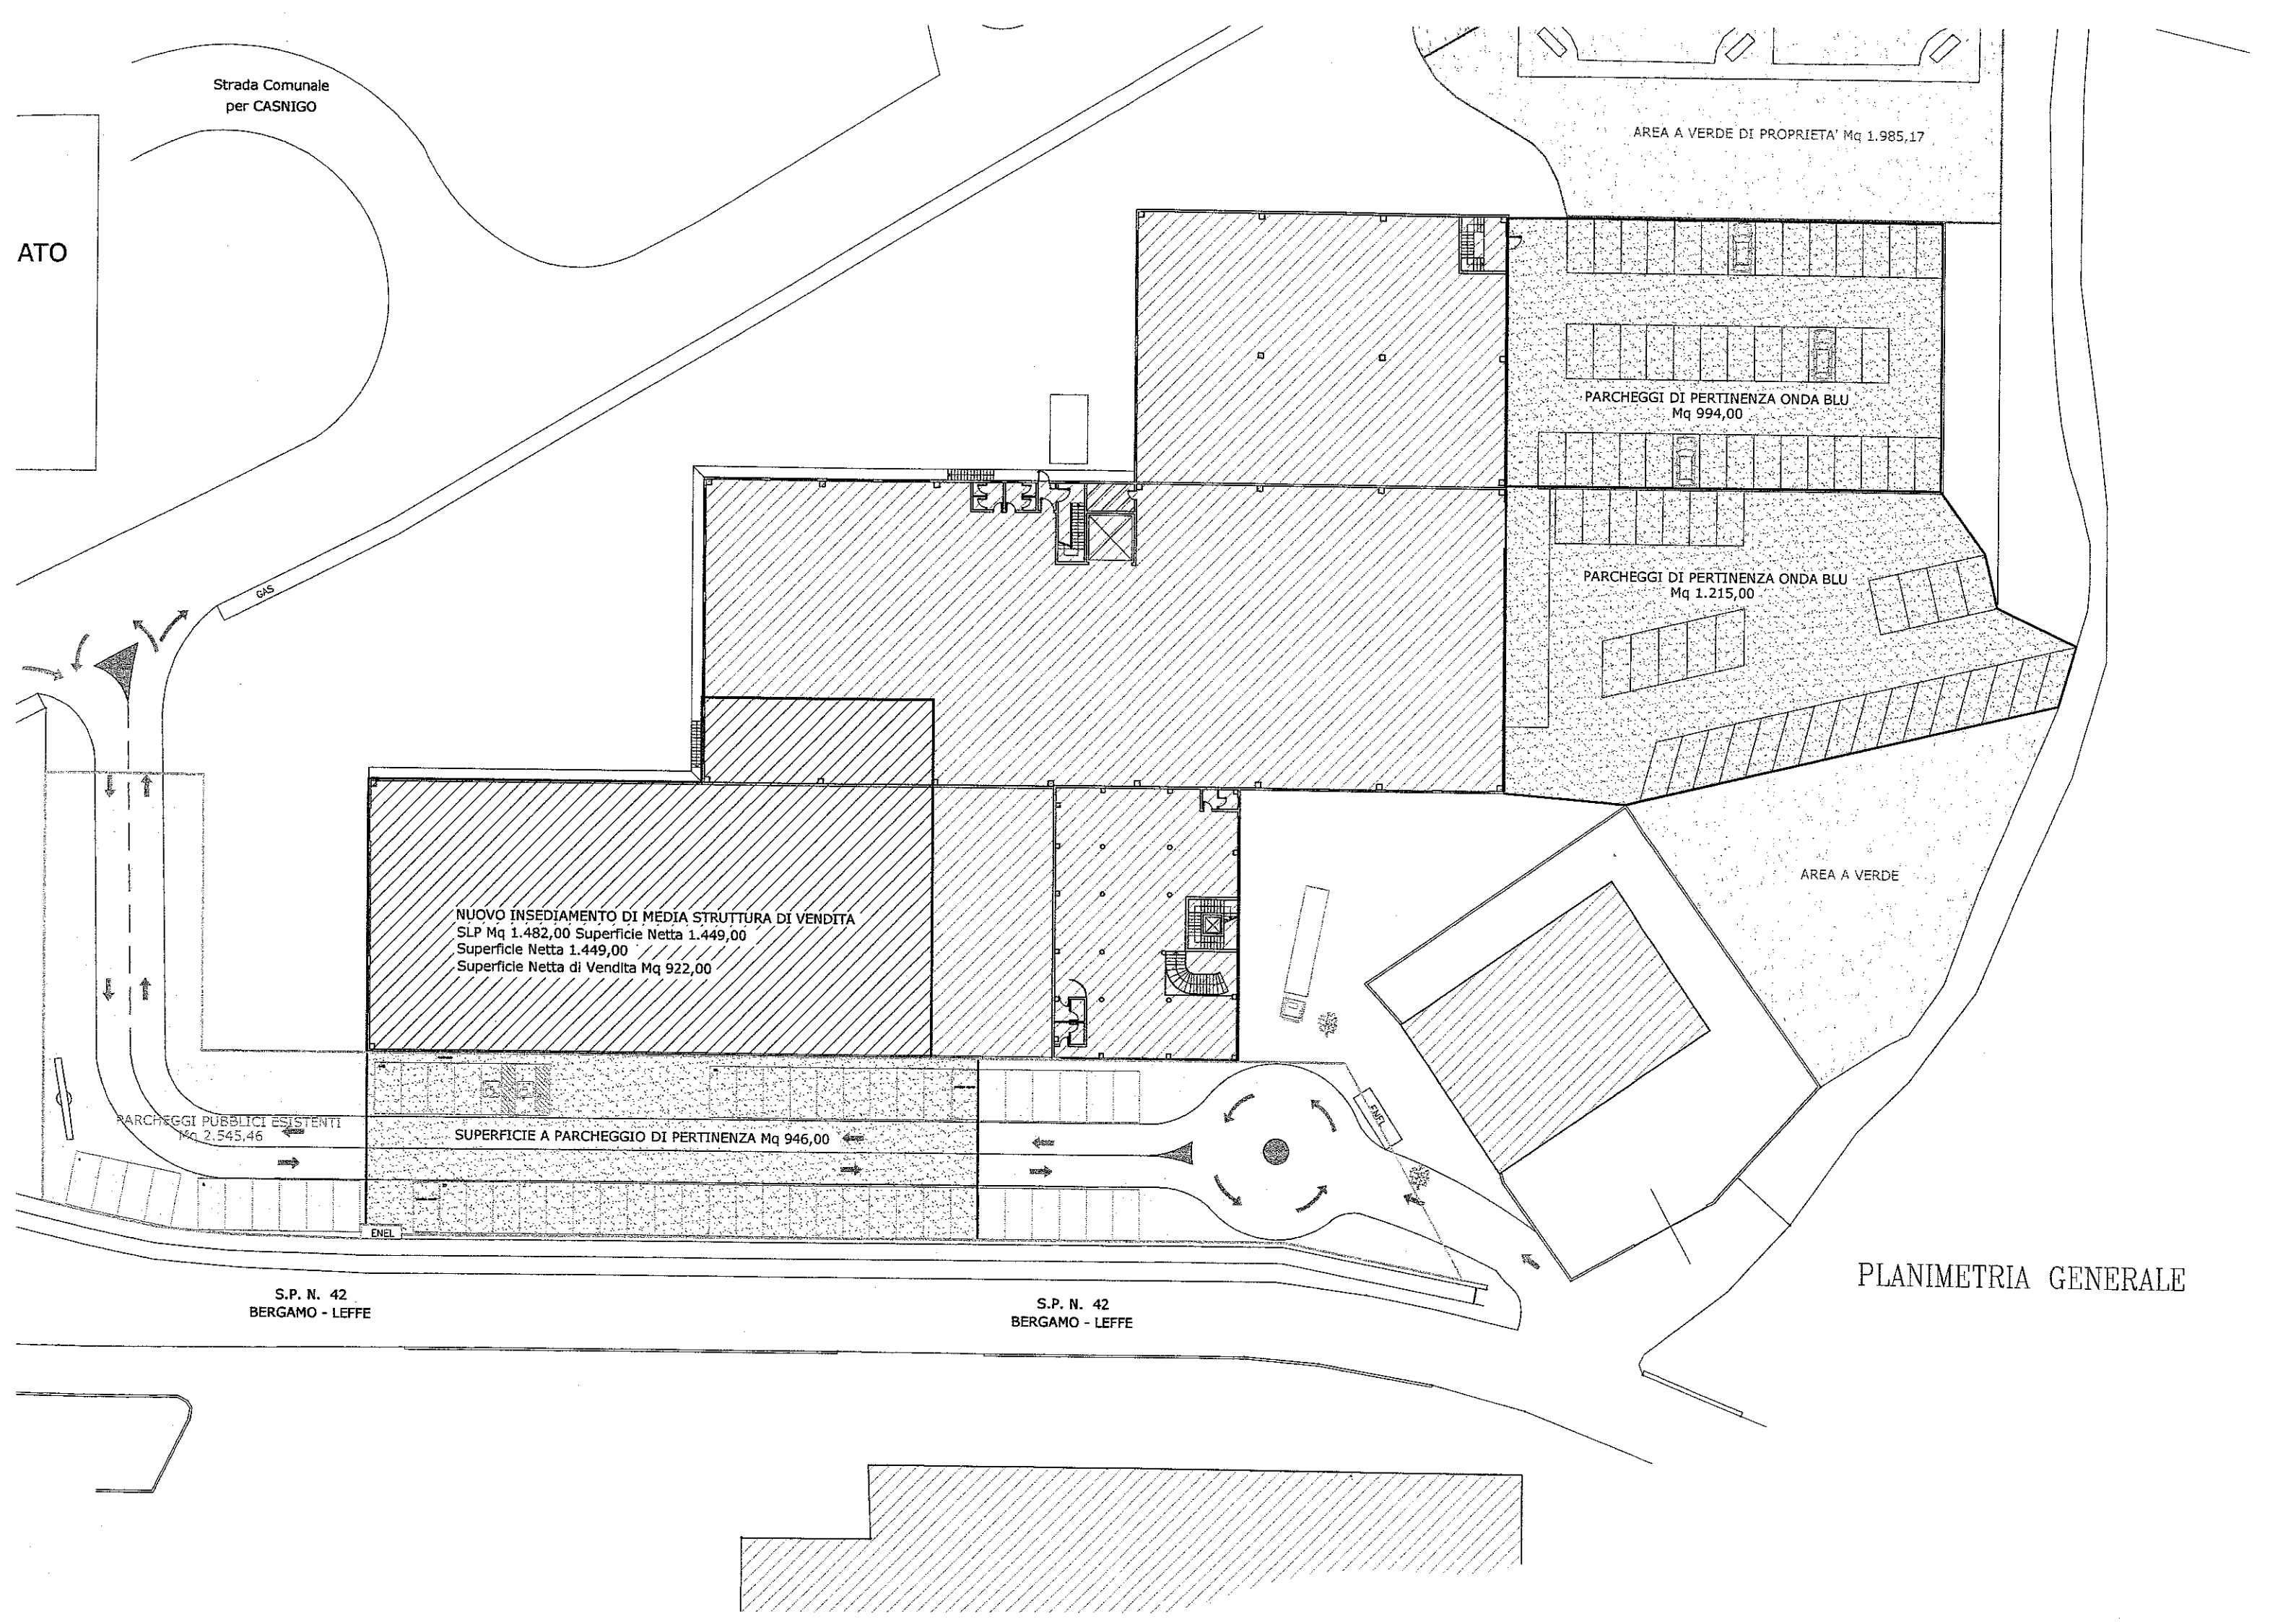 Strada Comunale
per CASNIGO
AREA A VERDE DI PROPRIETA' Mq 1.985,17
ATO
PARCHEGGI DI PERTINENZA ONDA BLU
Mq 994,00
PARCHEGGI DI PERTINENZA ONDA BLU
Mq 1.215,00
GAS
AREA A VERDE
NUOVO INSEDIAMENTO DI MEDIA STRUTTURA DI VENDITA
SLP Mq 1.482,00 Superficie Netta 1.449,00
Superficie Netta 1.449,00
Superficie Netta di Vendita Mq 922,00
ENEL
PARCHEGGI PUBBLICI ESISTENTI
Mq 2.545,46
SUPERFICIE A PARCHEGGIO DI PERTINENZA Mq 946,00
ENEL
PLANIMETRIA GENERALE
S.P. N. 42
BERGAMO - LEFFE
S.P. N. 42
BERGAMO - LEFFE